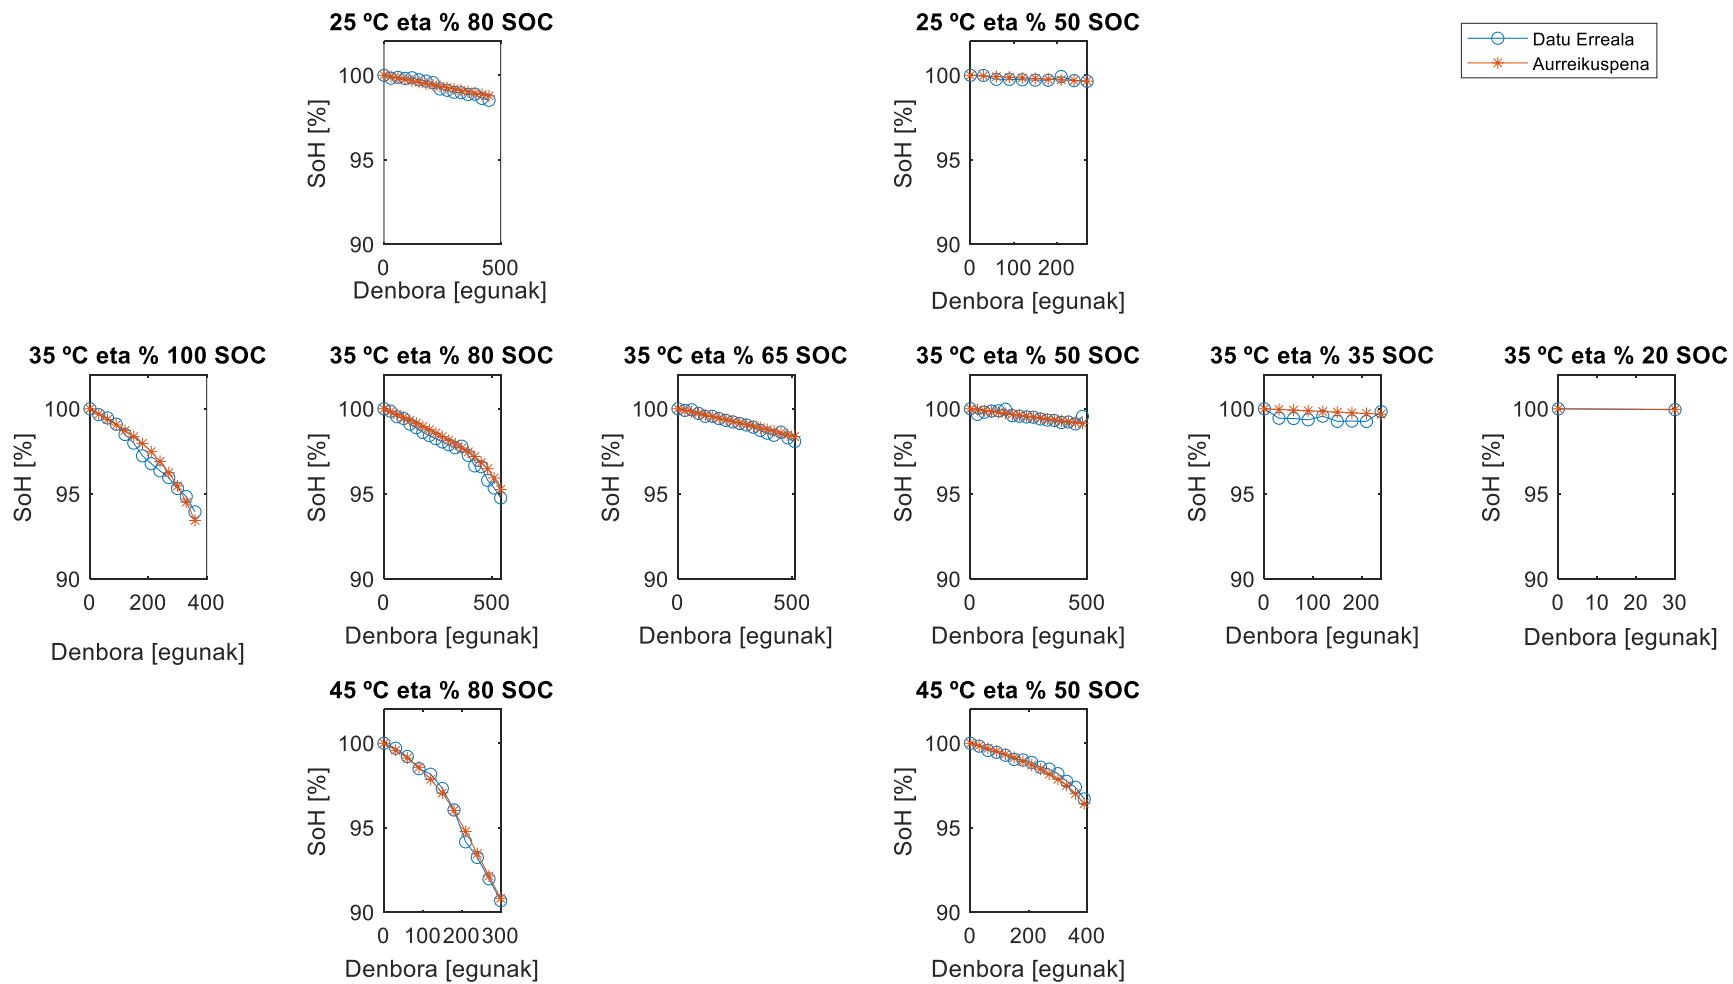 25 ºC eta % 80 SOC
100
95
90
SoH [%]
0 500
Denbora [egunak]
25 ºC eta % 50 SOC
100
95
90
SoH [%]
0 100 200
Denbora [egunak]
Datu Erreala
Aurreikuspena
35 ºC eta % 100 SOC
100
95
90
SoH [%]
0 200 400
Denbora [egunak]
35 ºC eta % 80 SOC
100
95
90
SoH [%]
0 500
Denbora [egunak]
35 ºC eta % 65 SOC
100
95
90
SoH [%]
0 500
Denbora [egunak]
35 ºC eta % 50 SOC
100
95
90
SoH [%]
0 500
Denbora [egunak]
35 ºC eta % 35 SOC
100
95
90
SoH [%]
0 100 200
Denbora [egunak]
35 ºC eta % 20 SOC
100
95
90
SoH [%]
0 10 20 30
Denbora [egunak]
45 ºC eta % 80 SOC
100
95
90
SoH [%]
0 100 200 300
Denbora [egunak]
45 ºC eta % 50 SOC
100
95
90
SoH [%]
0 200 400
Denbora [egunak]